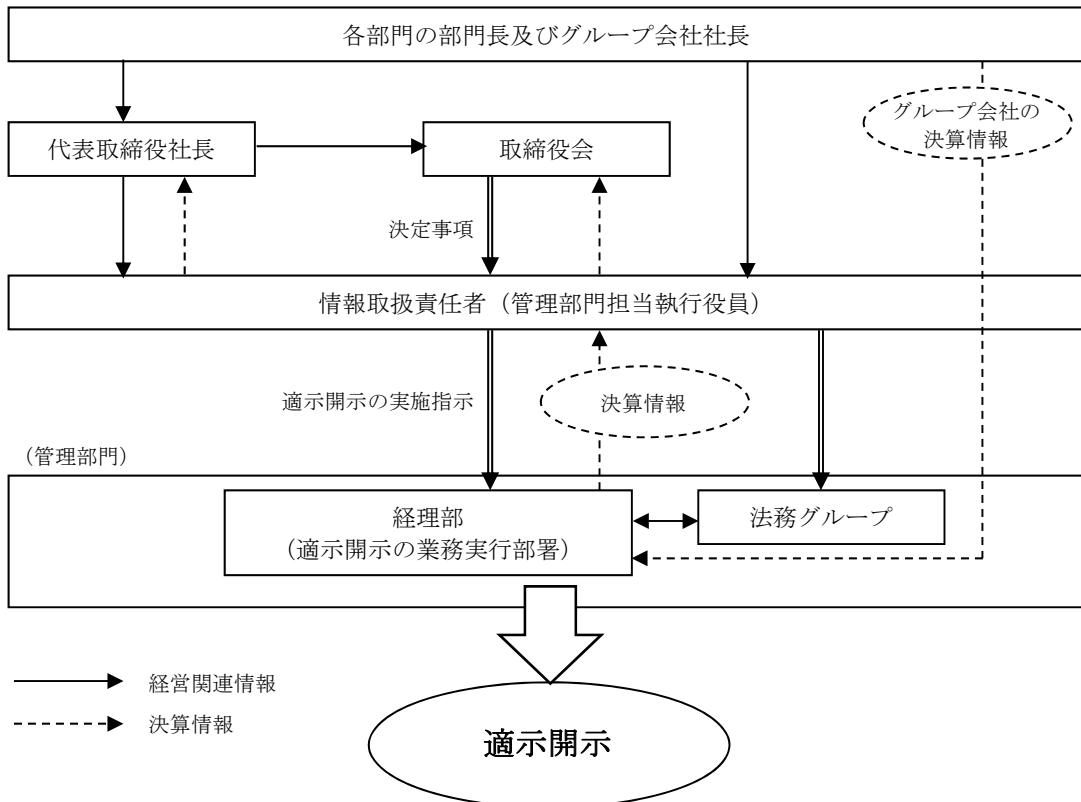 各部門の部門長及びグループ会社社長
グループ会社の
決算情報
代表取締役社長
取締役会
決定事項
情報取扱責任者（管理部門担当執行役員）
適示開示の実施指示
決算情報
（管理部門）
経理部
（適示開示の業務実行部署）
法務グループ
経営関連情報
決算情報
適示開示